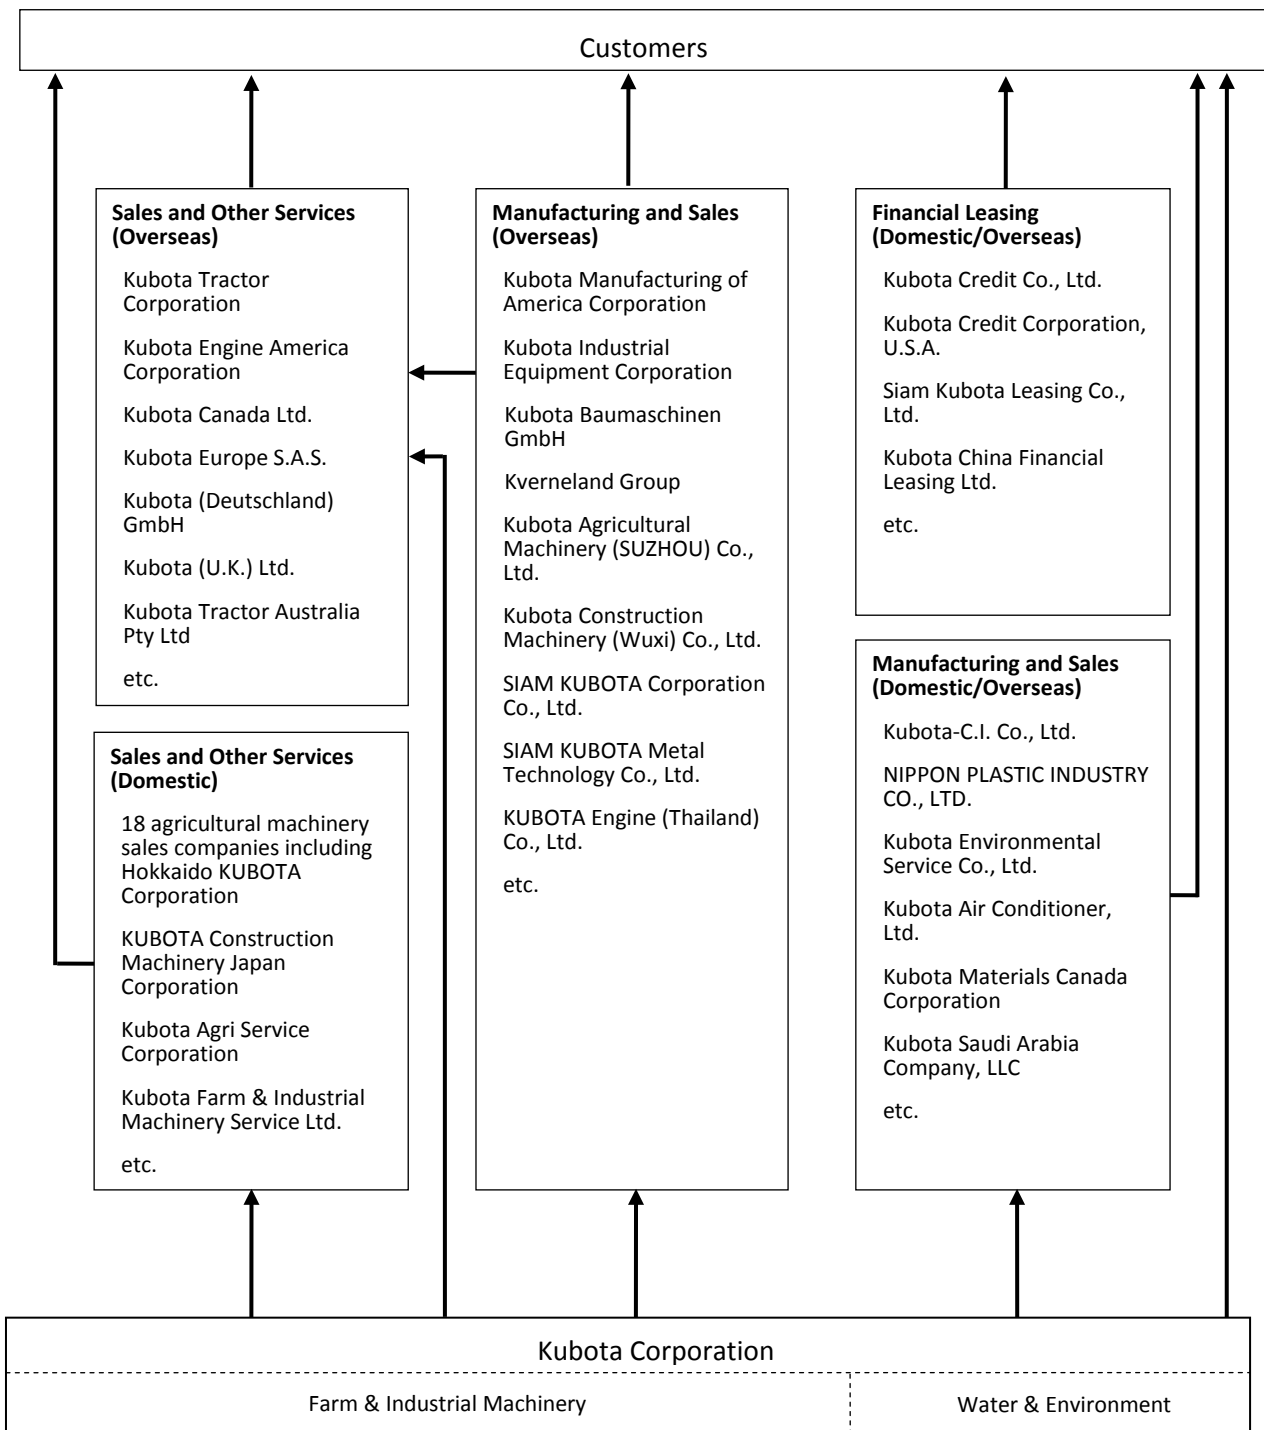 Customers
Sales and Other Services
(Overseas)
Kubota Tractor
Corporation
Kubota Engine America
Corporation
Kubota Canada Ltd.
Kubota Europe S.A.S.
Kubota (Deutschland)
GmbH
Kubota (U.K.) Ltd.
Kubota Tractor Australia
Pty Ltd
etc.
Sales and Other Services
(Domestic)
18 agricultural machinery
sales companies including
Hokkaido KUBOTA
Corporation
KUBOTA Construction
Machinery Japan
Corporation
Kubota Agri Service
Corporation
Kubota Farm & Industrial
Machinery Service Ltd.
etc.
Manufacturing and Sales
(Overseas)
Kubota Manufacturing of
America Corporation
Kubota Industrial
Equipment Corporation
Kubota Baumaschinen
GmbH
Kverneland Group
Kubota Agricultural
Machinery (SUZHOU) Co.,
Ltd.
Kubota Construction
Machinery (Wuxi) Co., Ltd.
SIAM KUBOTA Corporation
Co., Ltd.
SIAM KUBOTA Metal
Technology Co., Ltd.
KUBOTA Engine (Thailand)
Co., Ltd.
etc.
Financial Leasing
(Domestic/Overseas)
Kubota Credit Co., Ltd.
Kubota Credit Corporation,
U.S.A.
Siam Kubota Leasing Co.,
Ltd.
Kubota China Financial
Leasing Ltd.
etc.
Manufacturing and Sales
(Domestic/Overseas)
Kubota-C.I. Co., Ltd.
NIPPON PLASTIC INDUSTRY
CO., LTD.
Kubota Environmental
Service Co., Ltd.
Kubota Air Conditioner,
Ltd.
Kubota Materials Canada
Corporation
Kubota Saudi Arabia
Company, LLC
etc.
Kubota Corporation
Farm & Industrial Machinery
Water & Environment